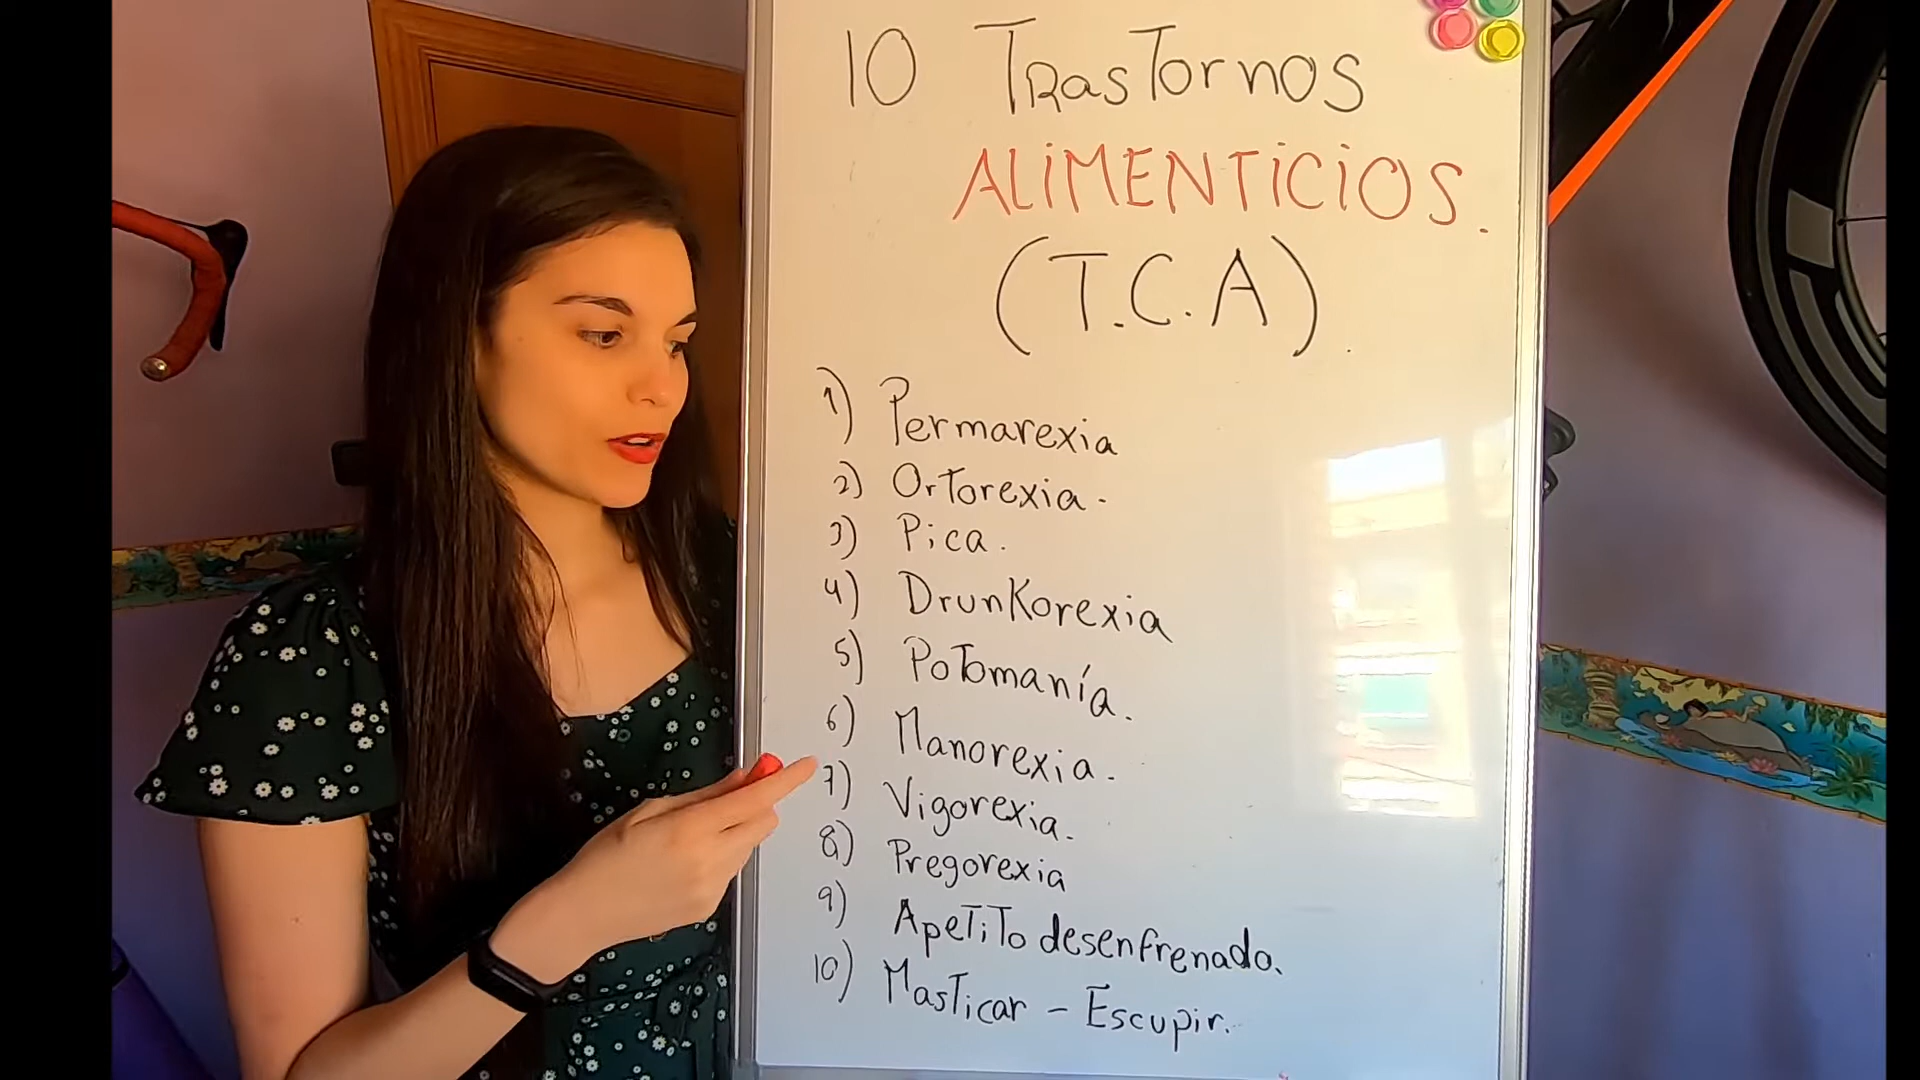 10 Trastornos
ALIMENTICIOS.
(T.C.A).
1) Permarexia
2) Ortorexia.
3) Pica.
4) Drunkorexia
5) Potomanía.
6) Manorexia.
7) Vigorexia.
8) Pregorexia
9) Apetito desenfrenado.
10) Masticar - Escupir.